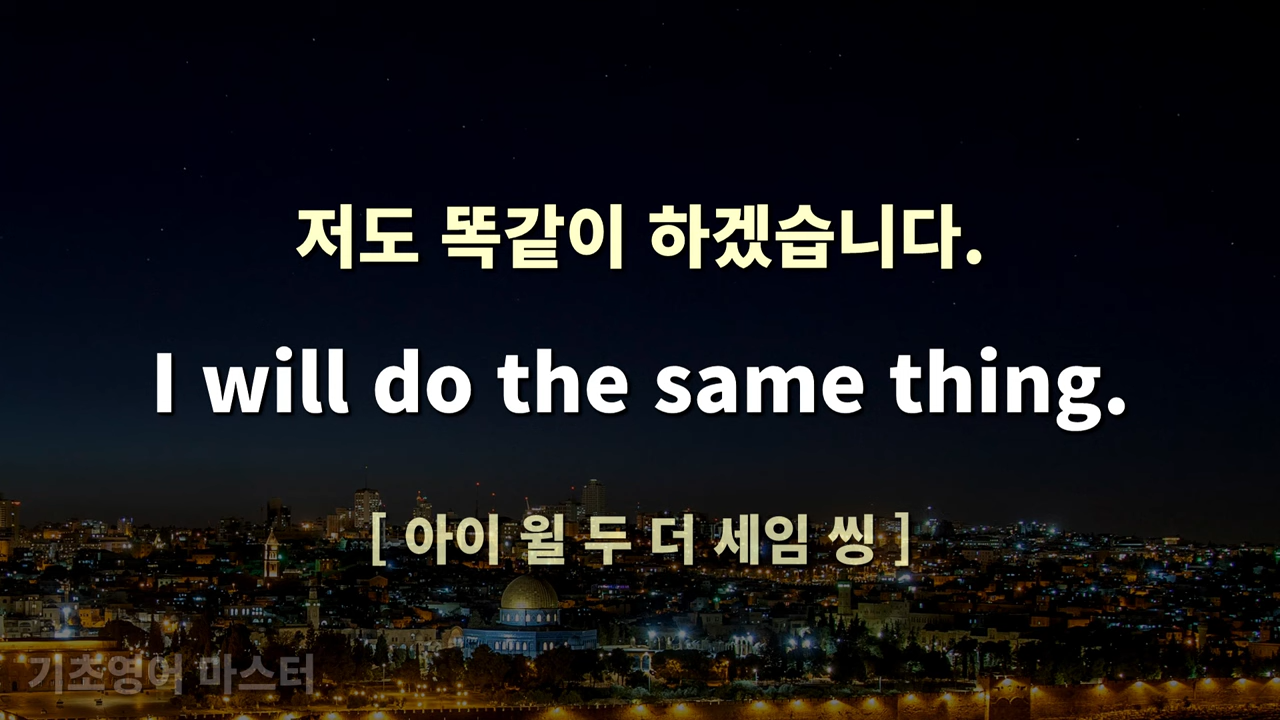 저도 똑같이 하겠습니다.
I will do the same thing.
[ 아이 윌 두 더 세임 씽 ]
기초영어 마스터